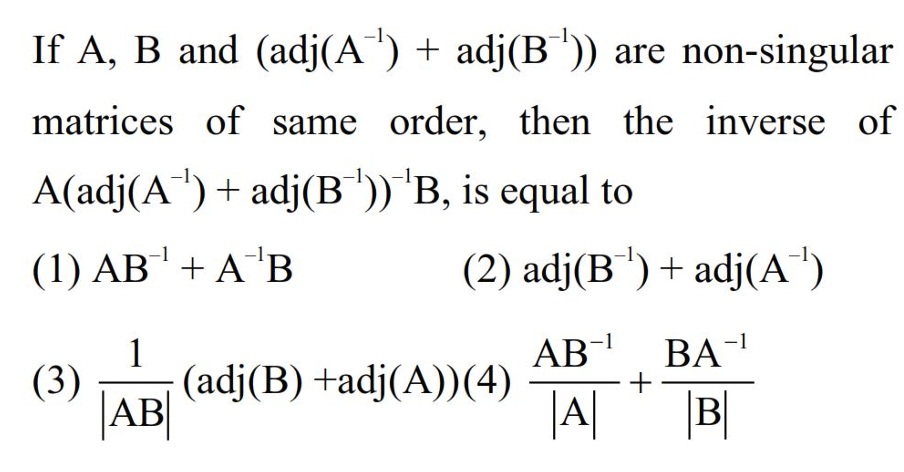 If A, B and (adj(A⁻¹) + adj(B⁻¹)) are non-singular
matrices of same order, then the inverse of
A(adj(A⁻¹) + adj(B⁻¹))⁻¹B, is equal to
(1) AB⁻¹ + A⁻¹B (2) adj(B⁻¹) + adj(A⁻¹)
(3) 1/|AB| (adj(B) +adj(A)) (4) AB⁻¹/|A| + BA⁻¹/|B|